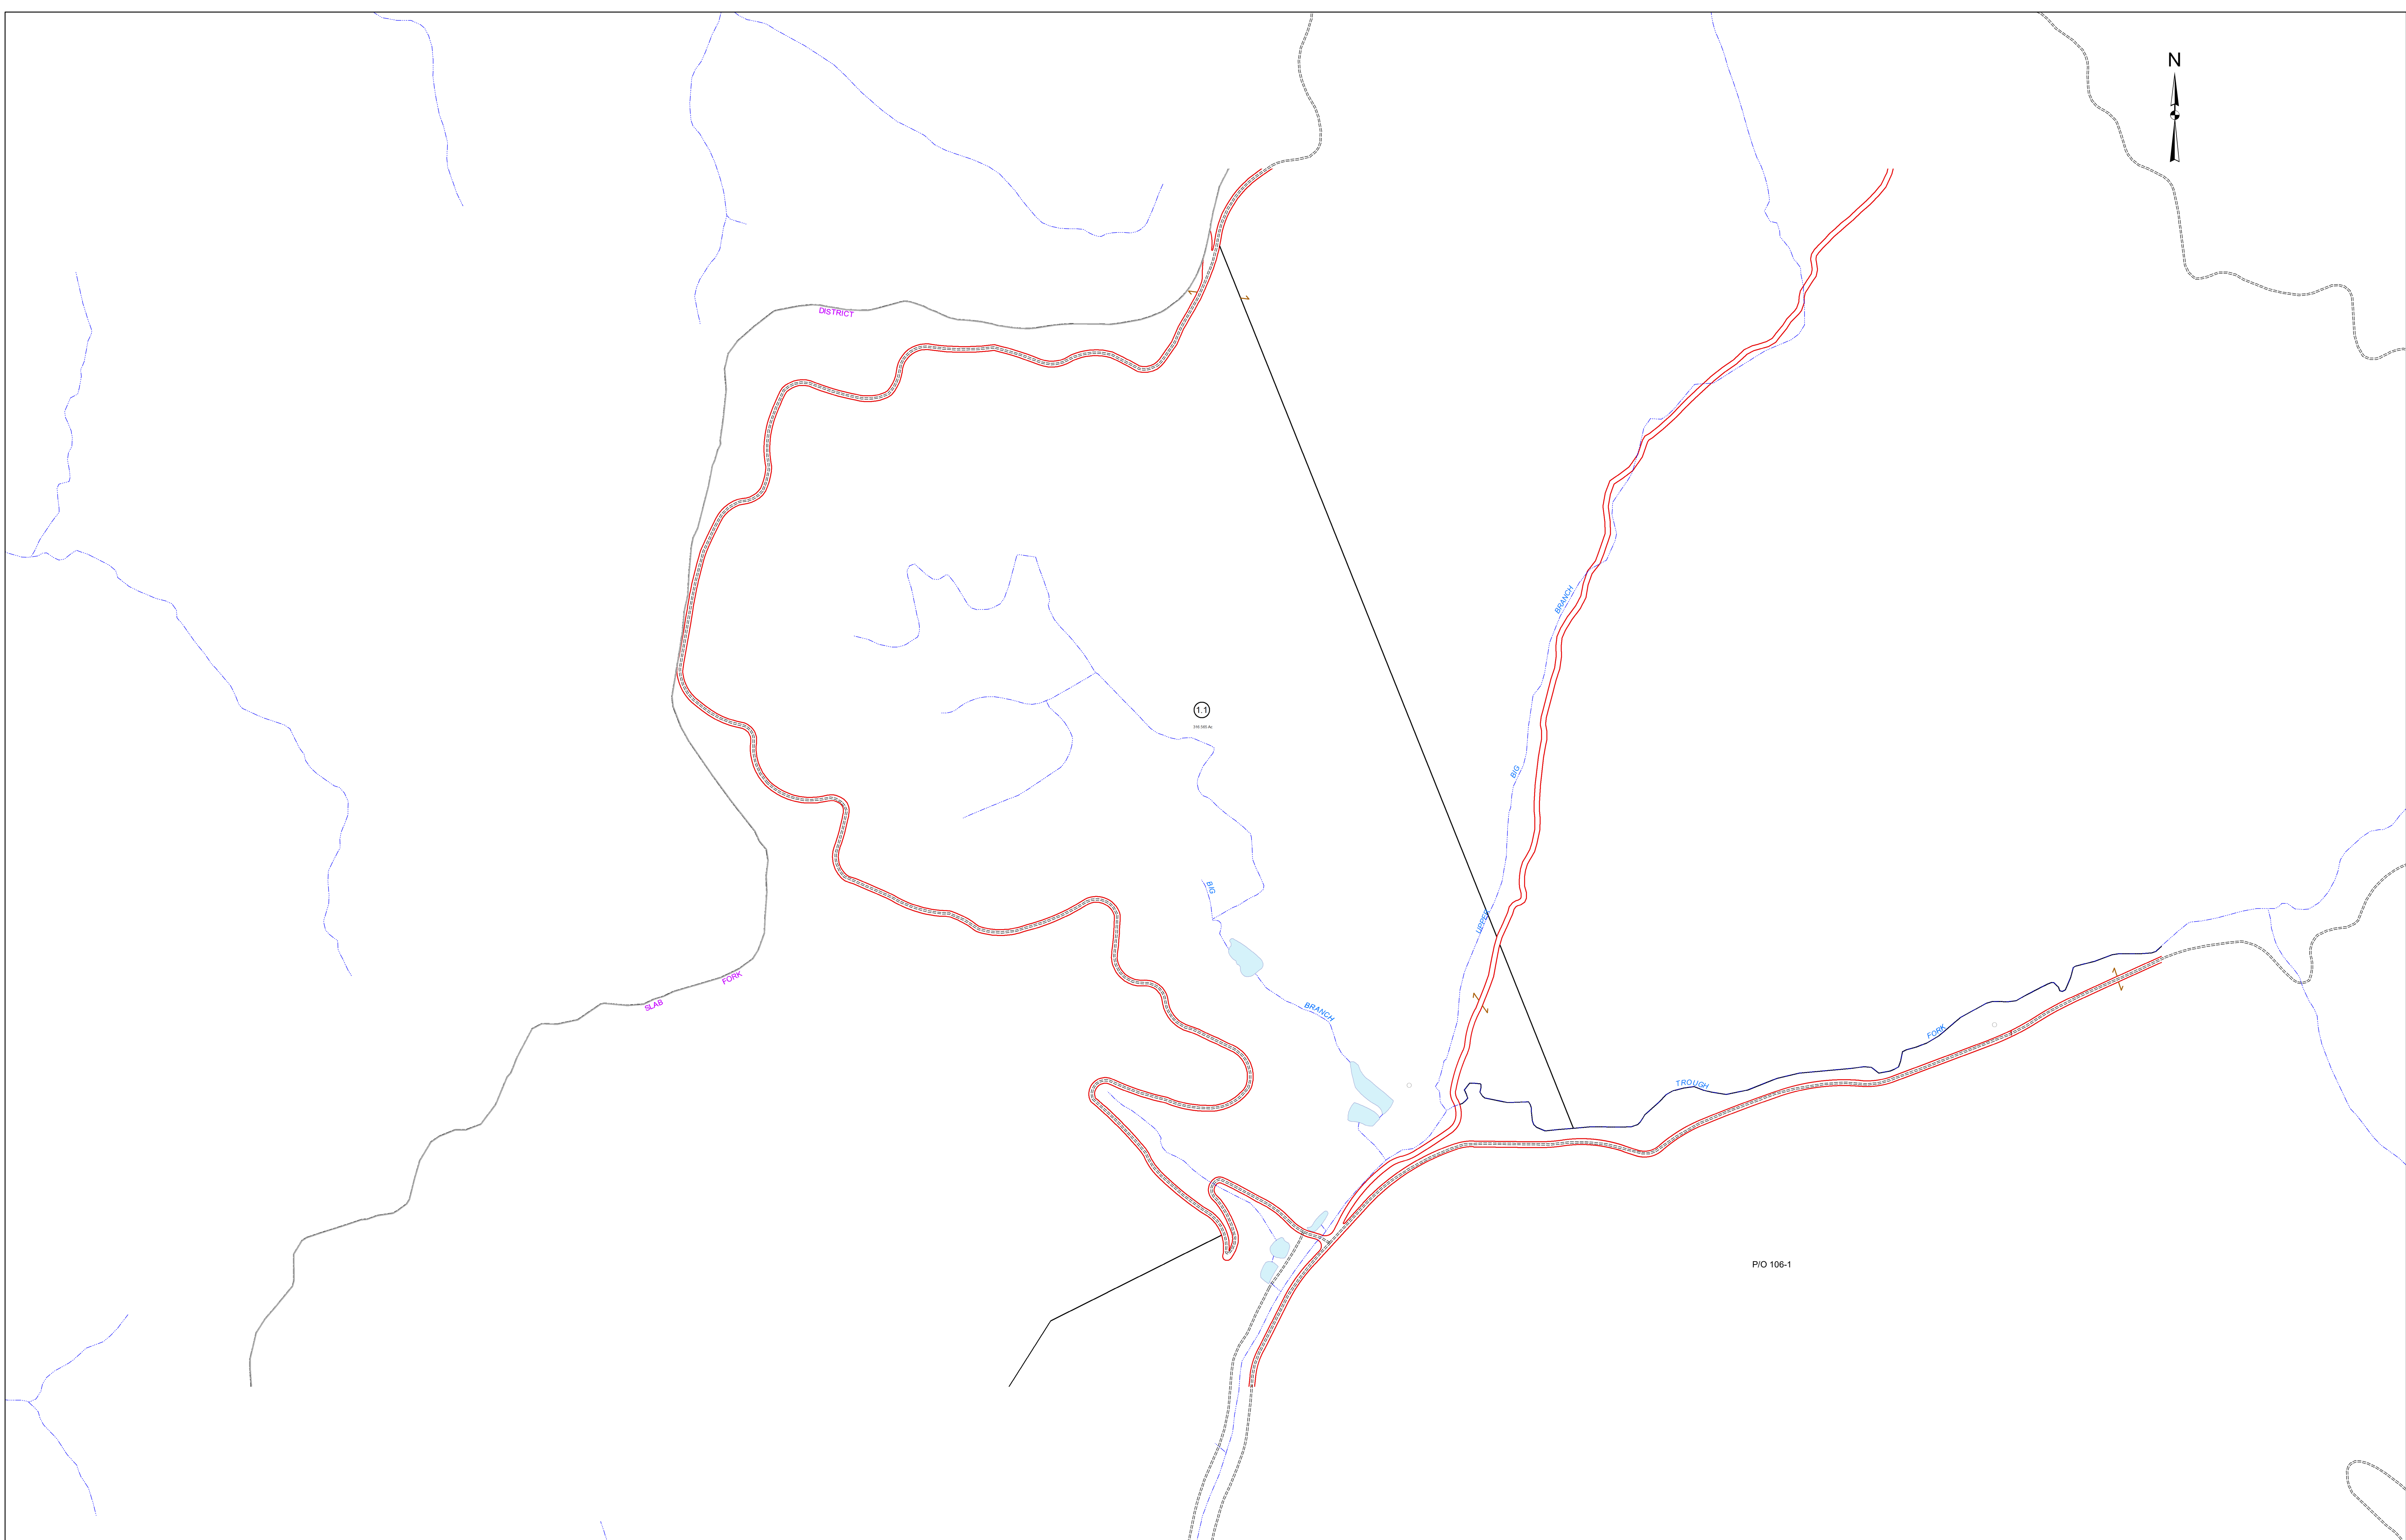 N
DISTRICT
BRANCH
1.1
BIG
BIG
UPPER
SLAB
FORK
BRANCH
FORK
TROUGH
P/O 106-1